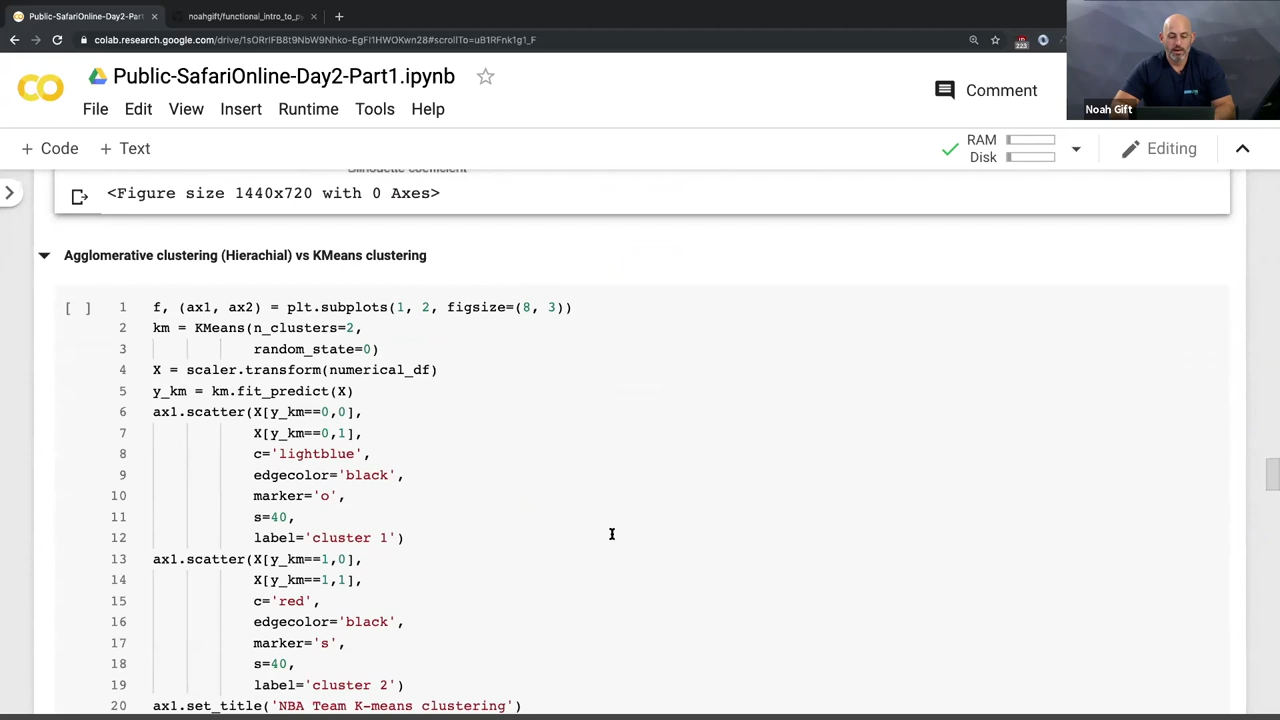 Public-SafariOnline-Day2-Part
noahgift/functional_intro_to_py
colab.research.google.com/drive/1sORrIFB8t9NbW9Nhko-EgFI1HWOKwn28#scrollTo=uB1RFnk1g1_F
223
Public-SafariOnline-Day2-Part1.ipynb
File Edit View Insert Runtime Tools Help
Comment
Noah Gift
+ Code + Text
RAM
Disk
Editing
Silhouette coefficient
<Figure size 1440x720 with 0 Axes>
Agglomerative clustering (Hierachial) vs KMeans clustering
[ ] 1 f, (ax1, ax2) = plt.subplots(1, 2, figsize=(8, 3))
2 km = KMeans(n_clusters=2,
3 random_state=0)
4 X = scaler.transform(numerical_df)
5 y_km = km.fit_predict(X)
6 ax1.scatter(X[y_km==0,0],
7 X[y_km==0,1],
8 c='lightblue',
9 edgecolor='black',
10 marker='o',
11 s=40,
12 label='cluster 1')
13 ax1.scatter(X[y_km==1,0],
14 X[y_km==1,1],
15 c='red',
16 edgecolor='black',
17 marker='s',
18 s=40,
19 label='cluster 2')
20 ax1.set_title('NBA Team K-means clustering')